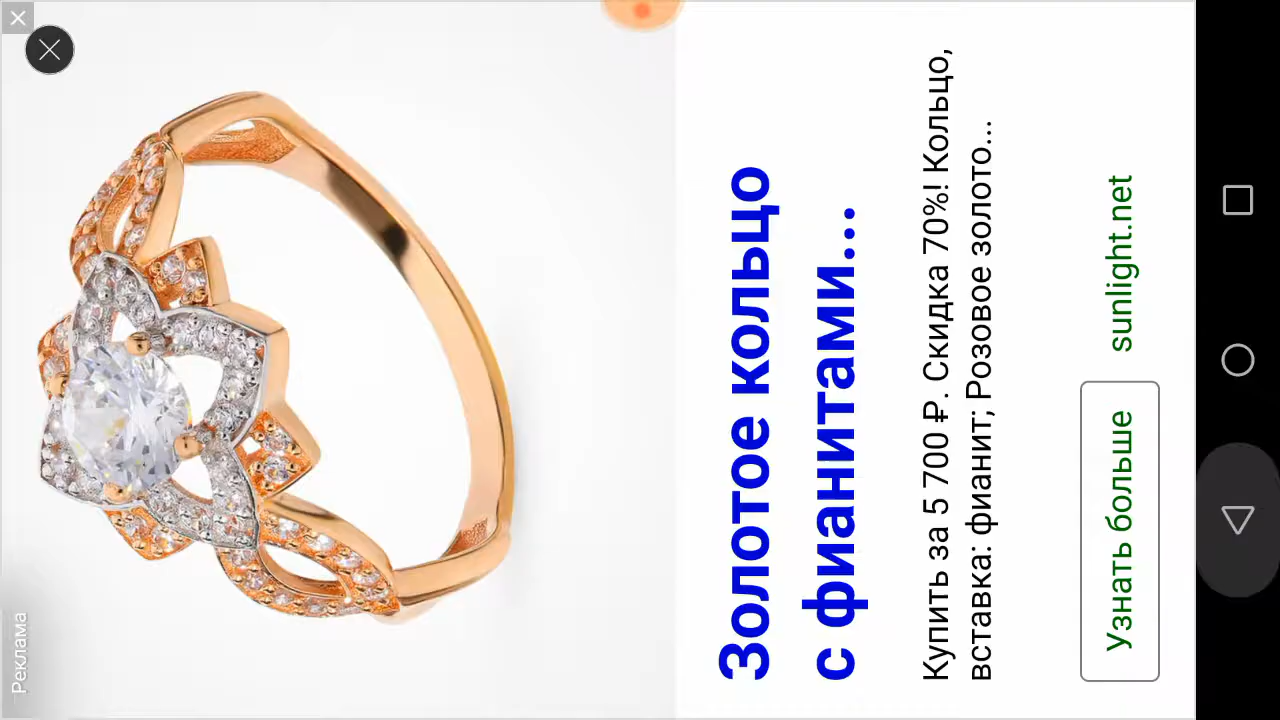 Золотое кольцо
с фианитами...
Купить за 5 700 ₽. Скидка 70%! Кольцо,
вставка: фианит; Розовое золото...
Узнать больше
sunlight.net
Реклама